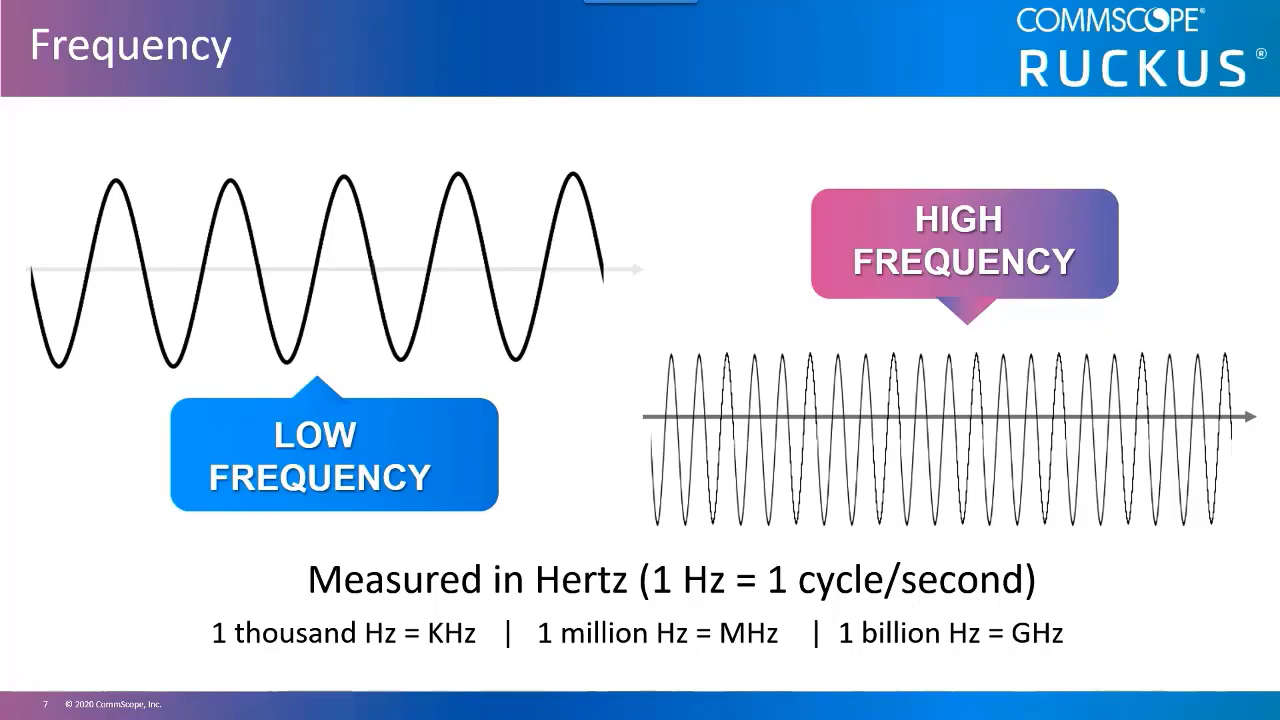 Frequency
COMMSCOPE®
RUCKUS®
HIGH
FREQUENCY
LOW
FREQUENCY
Measured in Hertz (1 Hz = 1 cycle/second)
1 thousand Hz = KHz | 1 million Hz = MHz | 1 billion Hz = GHz
7 © 2020 CommScope, Inc.